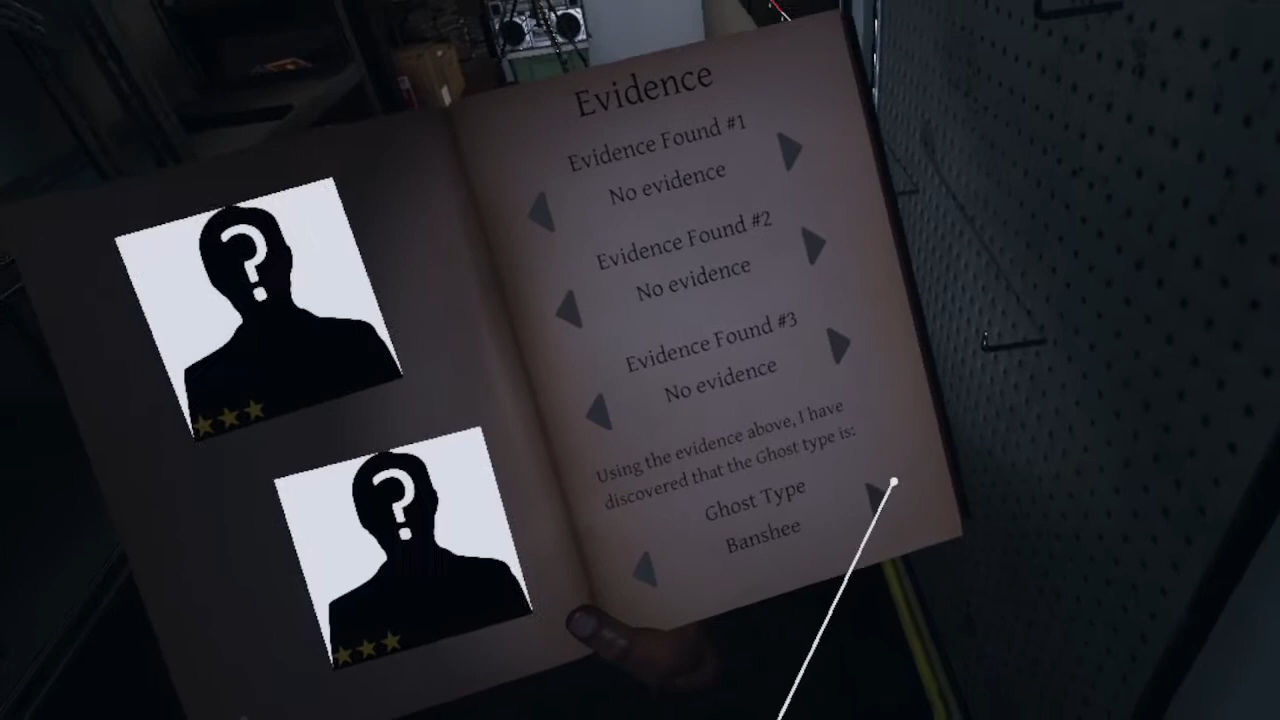 Evidence
Evidence Found #1
No evidence
Evidence Found #2
No evidence
Evidence Found #3
No evidence
Using the evidence above, I have
discovered that the Ghost type is:
Ghost Type
Banshee